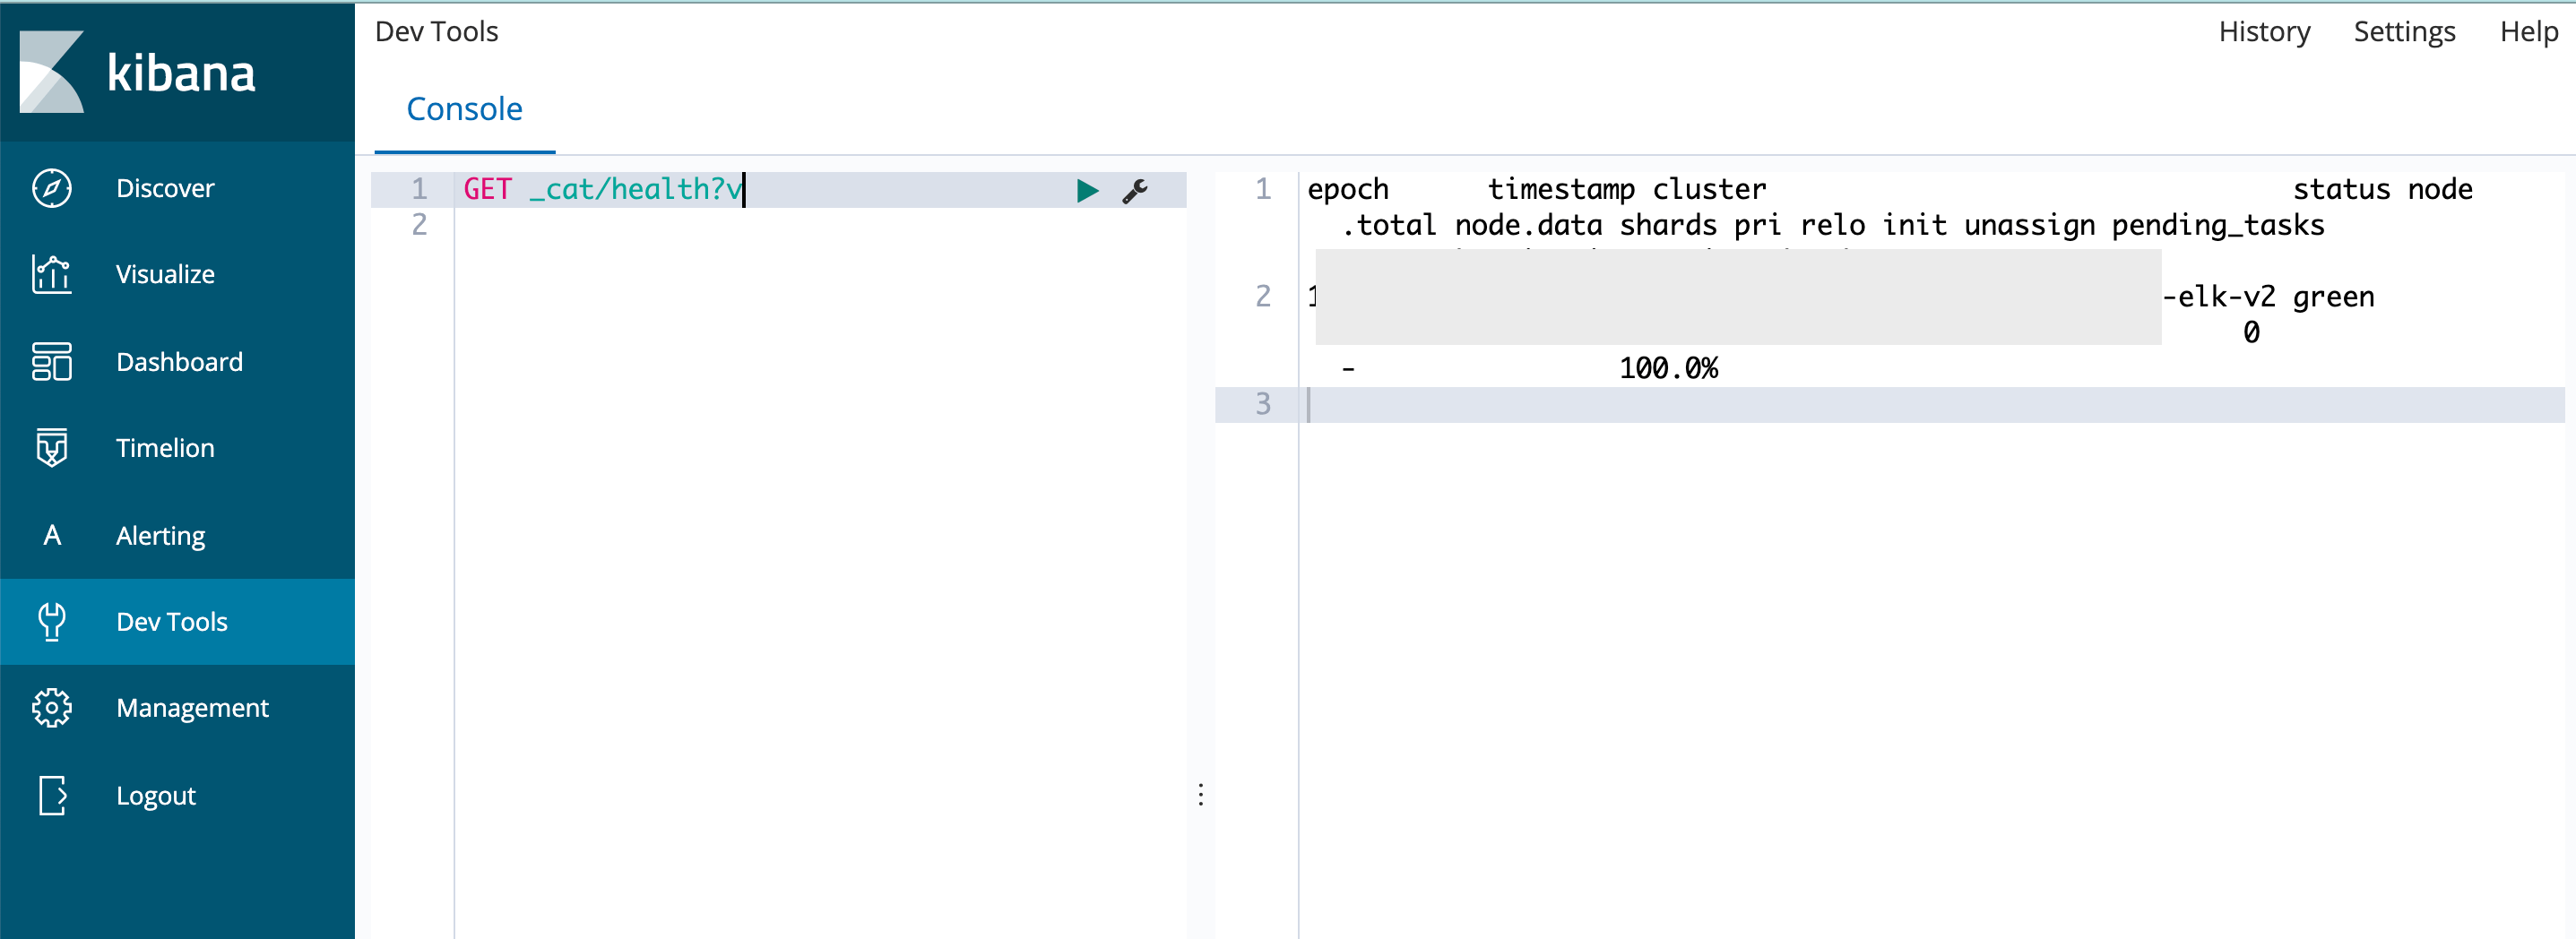 kibana
Discover
Visualize
Dashboard
Timelion
A Alerting
Dev Tools
Management
Logout
Dev Tools
History Settings Help
Console
1 GET _cat/health?v
2
1 epoch timestamp cluster status node
.total node.data shards pri relo init unassign pending_tasks
2 -elk-v2 green
0
- 100.0%
3